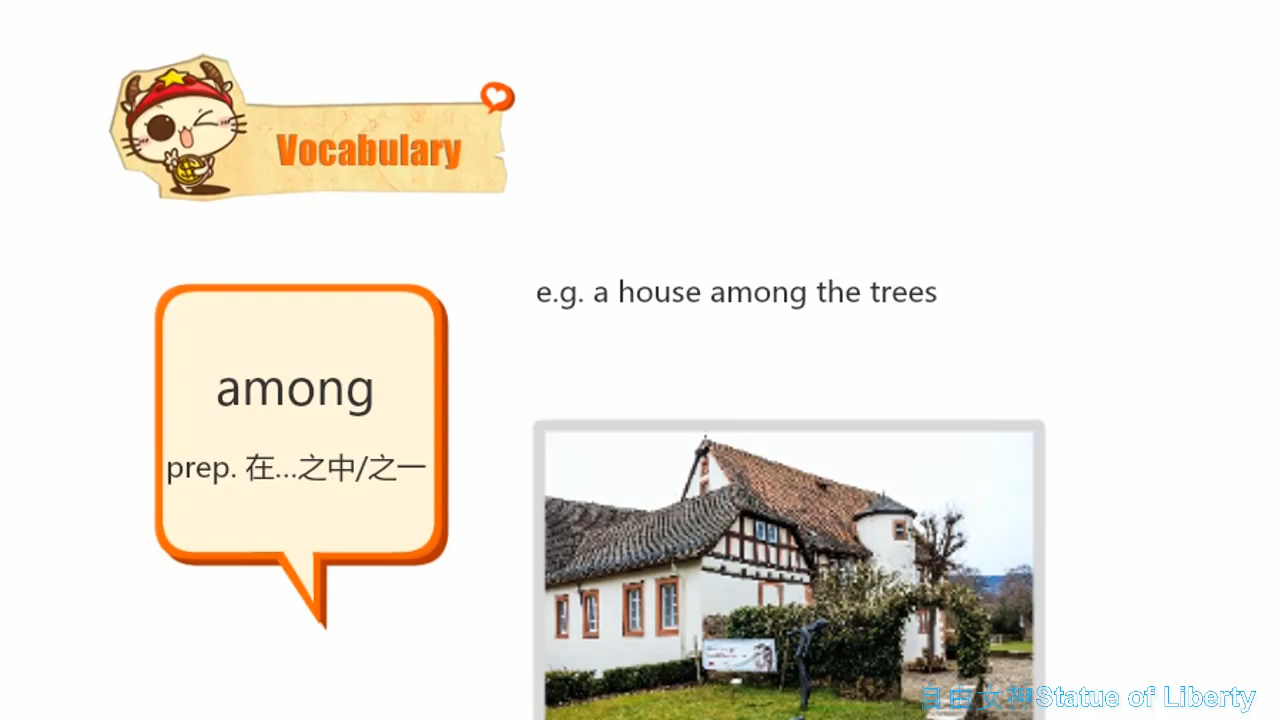 Vocabulary
e.g. a house among the trees
among
prep. 在...之中/之一
自由女神Statue of Liberty